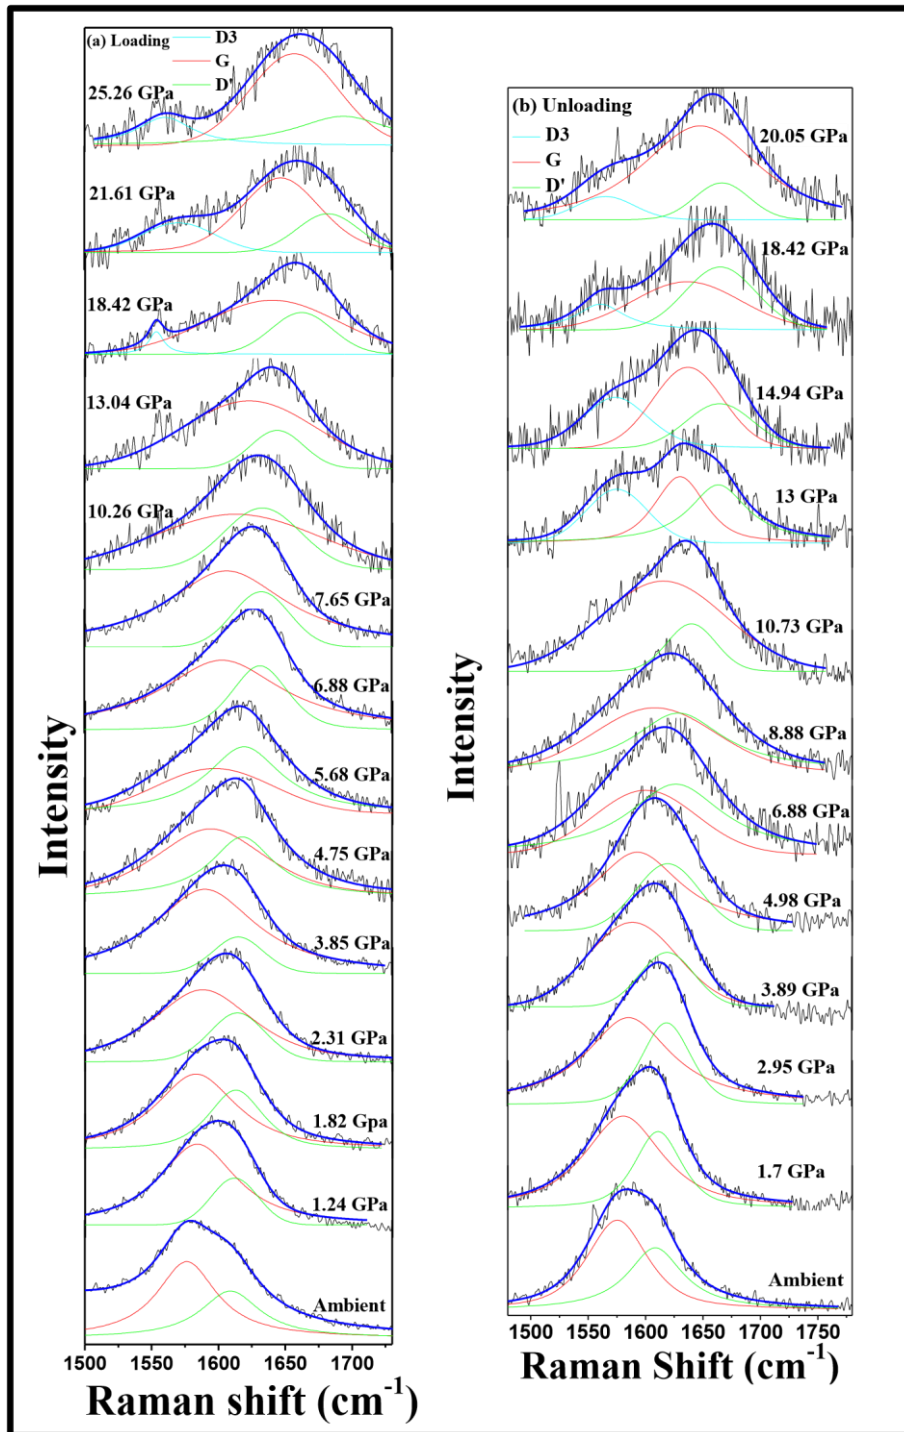 (a) Loading
D3
G
D'
25.26 GPa
21.61 GPa
18.42 GPa
13.04 GPa
10.26 GPa
7.65 GPa
6.88 GPa
5.68 GPa
4.75 GPa
3.85 GPa
2.31 GPa
1.82 Gpa
1.24 GPa
Ambient
Intensity
1500 1550 1600 1650 1700
Raman shift (cm⁻¹)
(b) Unloading
D3
G
D'
20.05 GPa
18.42 GPa
14.94 GPa
13 GPa
10.73 GPa
8.88 GPa
6.88 GPa
4.98 GPa
3.89 GPa
2.95 GPa
1.7 GPa
Ambient
Intensity
1500 1550 1600 1650 1700 1750
Raman Shift (cm⁻¹)